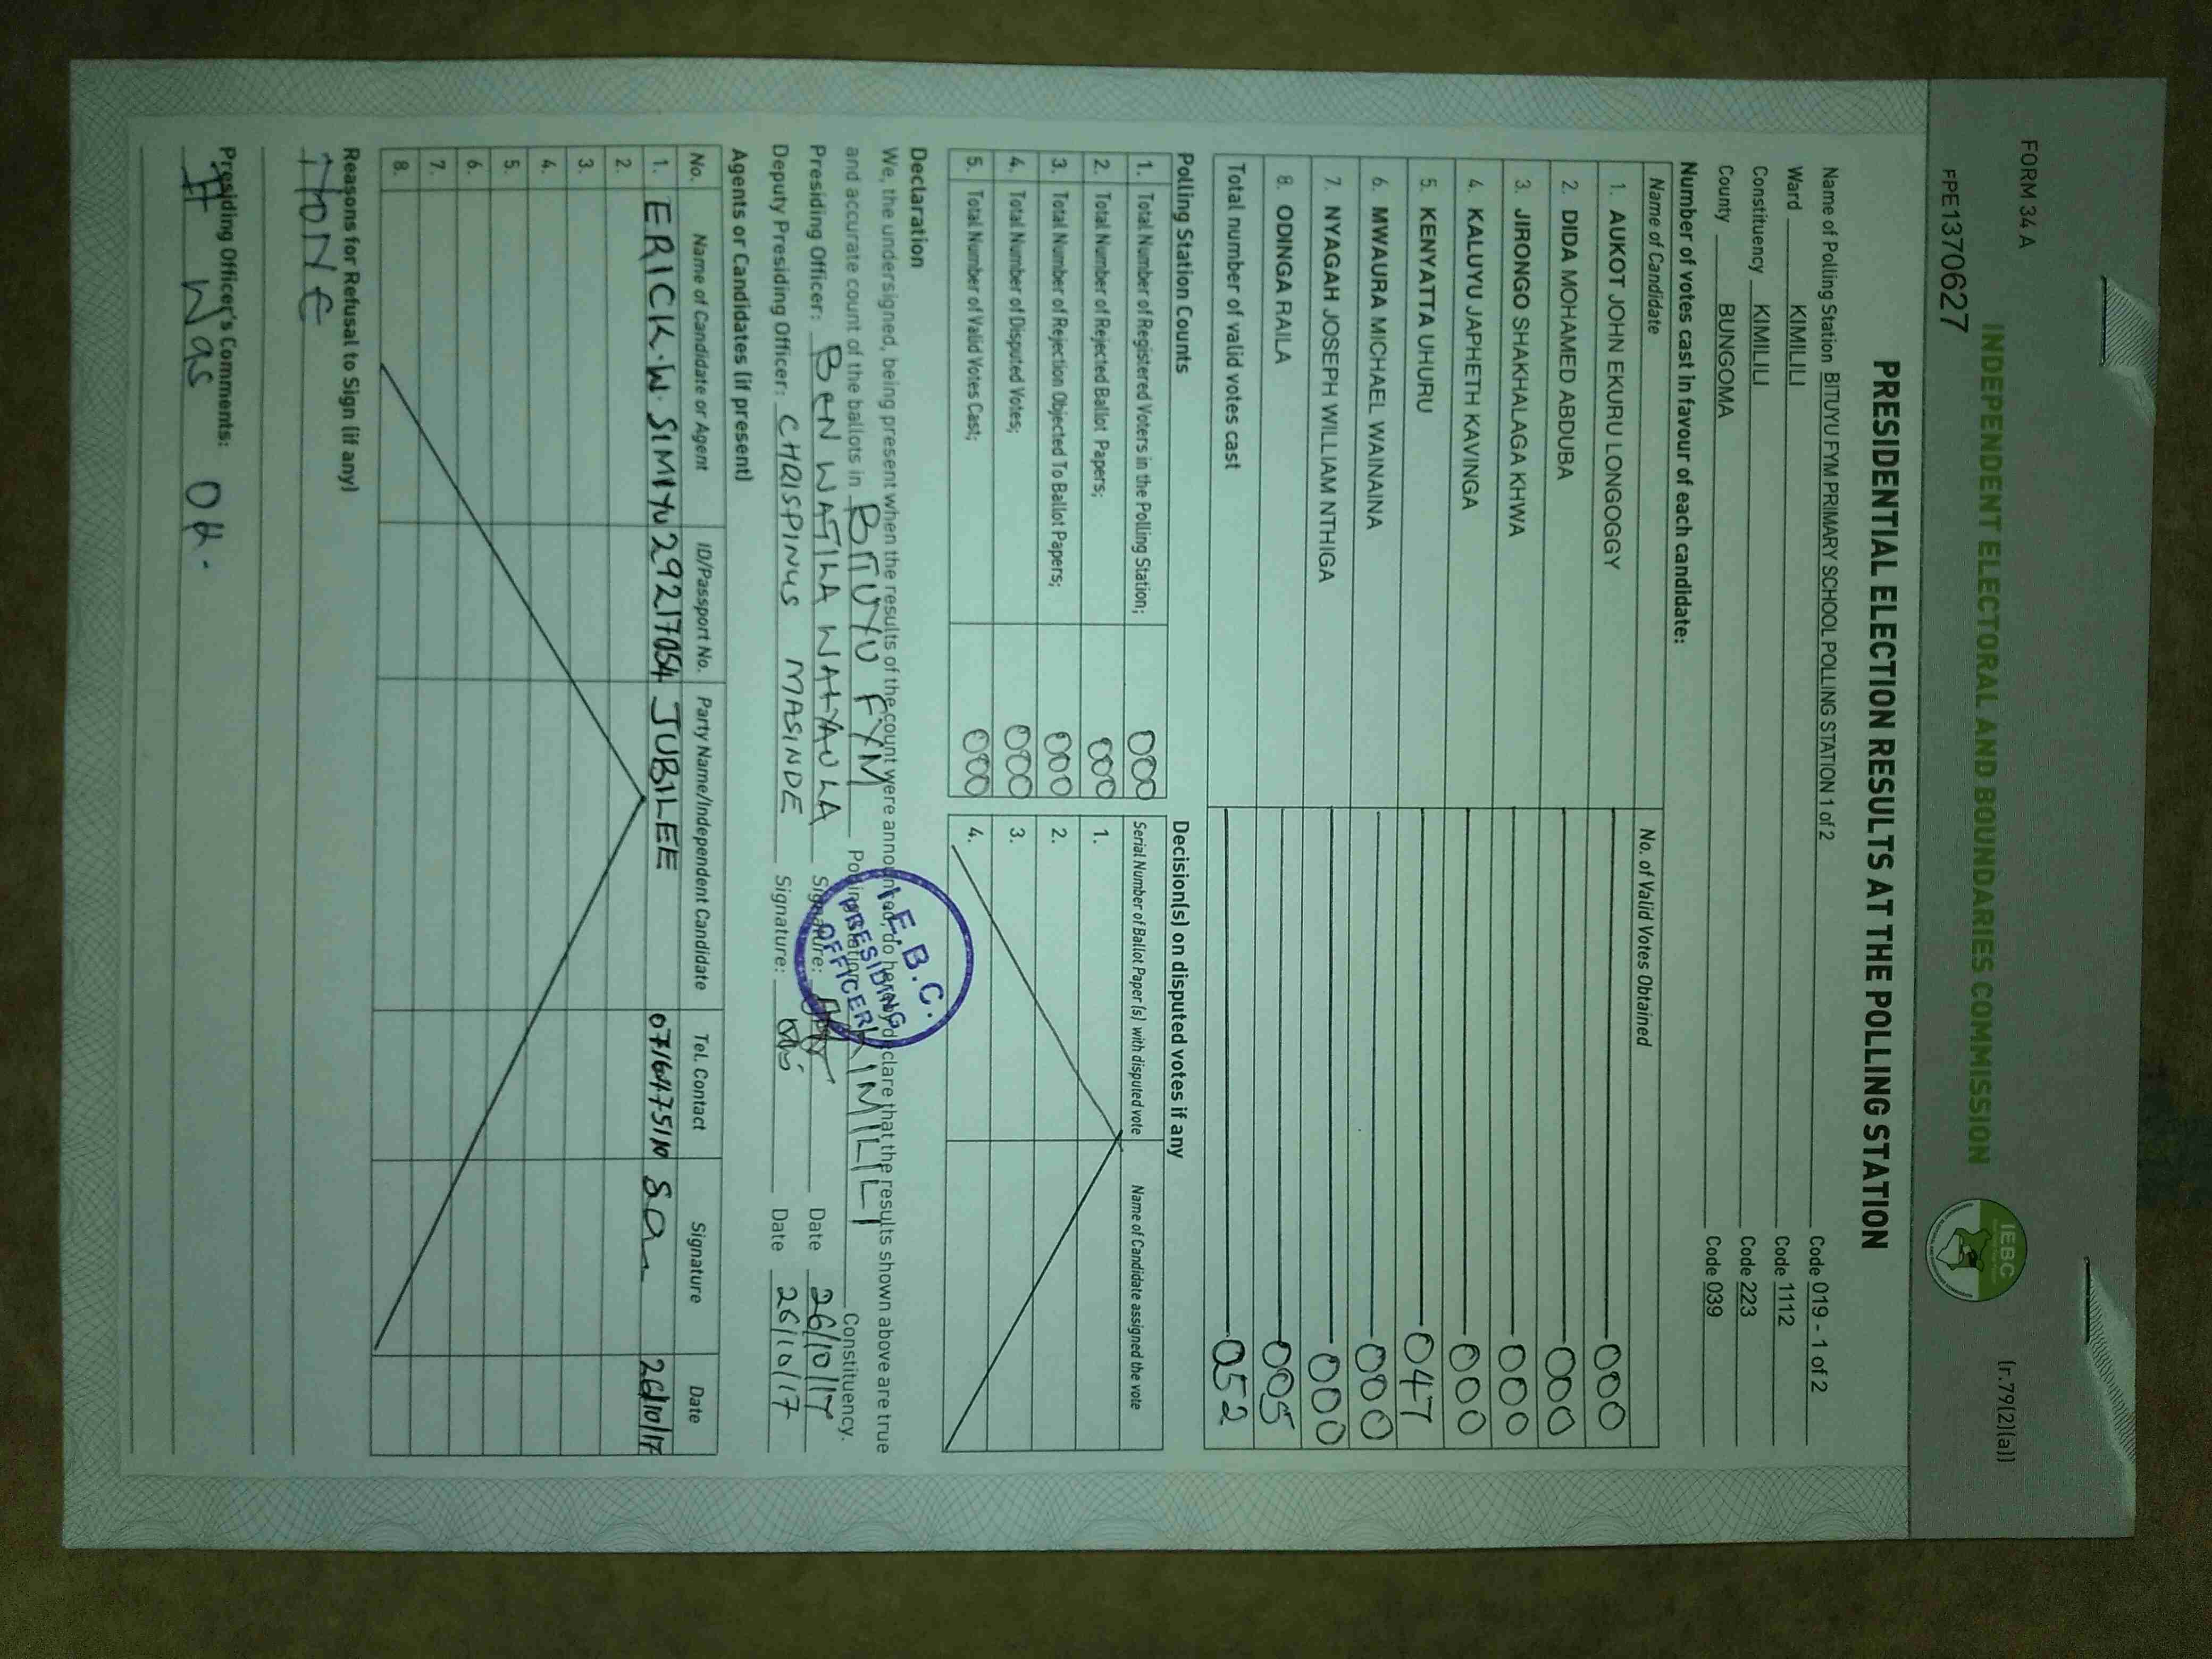 FORM 34 A
(r.79(2)(a))
INDEPENDENT ELECTORAL AND BOUNDARIES COMMISSION
IEBC
FPE1370627
PRESIDENTIAL ELECTION RESULTS AT THE POLLING STATION
Name of Polling Station BITUYU FYM PRIMARY SCHOOL POLLING STATION 1 of 2 Code 019 - 1 of 2
Ward KIMILILI Code 1112
Constituency KIMILILI Code 223
County BUNGOMA Code 039
Number of votes cast in favour of each candidate:
Name of Candidate No. of Valid Votes Obtained
1. AUKOT JOHN EKURU LONGOGGY 000
2. DIDA MOHAMED ABDUBA 000
3. JIRONGO SHAKHALAGA KHWA 000
4. KALUYU JAPHETH KAVINGA 000
5. KENYATTA UHURU 047
6. MWAURA MICHAEL WAINAINA 000
7. NYAGAH JOSEPH WILLIAM NTHIGA 000
8. ODINGA RAILA 005
Total number of valid votes cast 052
Polling Station Counts
1. Total Number of Registered Voters in the Polling Station; 000
2. Total Number of Rejected Ballot Papers; 000
3. Total Number of Rejection Objected To Ballot Papers; 000
4. Total Number of Disputed Votes; 000
5. Total Number of Valid Votes Cast; 000
Decision(s) on disputed votes if any
Serial Number of Ballot Paper (s) with disputed vote Name of Candidate assigned the vote
1.
2.
3.
4.
Declaration
We, the undersigned, being present when the results of the count were announced, do hereby declare that the results shown above are true
and accurate count of the ballots in BITUYU FYM Polling Station KIMILILI Constituency.
Presiding Officer: BEN Signature: Date 26/10/17
Deputy Presiding Officer: CHRISPINUS MASINDE Signature: Date 26/10/17
I.E.B.C.
PRESIDING
OFFICER
Agents or Candidates (if present)
No. Name of Candidate or Agent ID/Passport No. Party Name/Independent Candidate Tel. Contact Signature Date
1. ERICK.W. SIMIYU 29217054 JUBILEE 26/10/17
2.
3.
4.
5.
6.
7.
8.
Reasons for Refusal to Sign (if any)
NONE
Presiding Officer's Comments:
It Was OK.